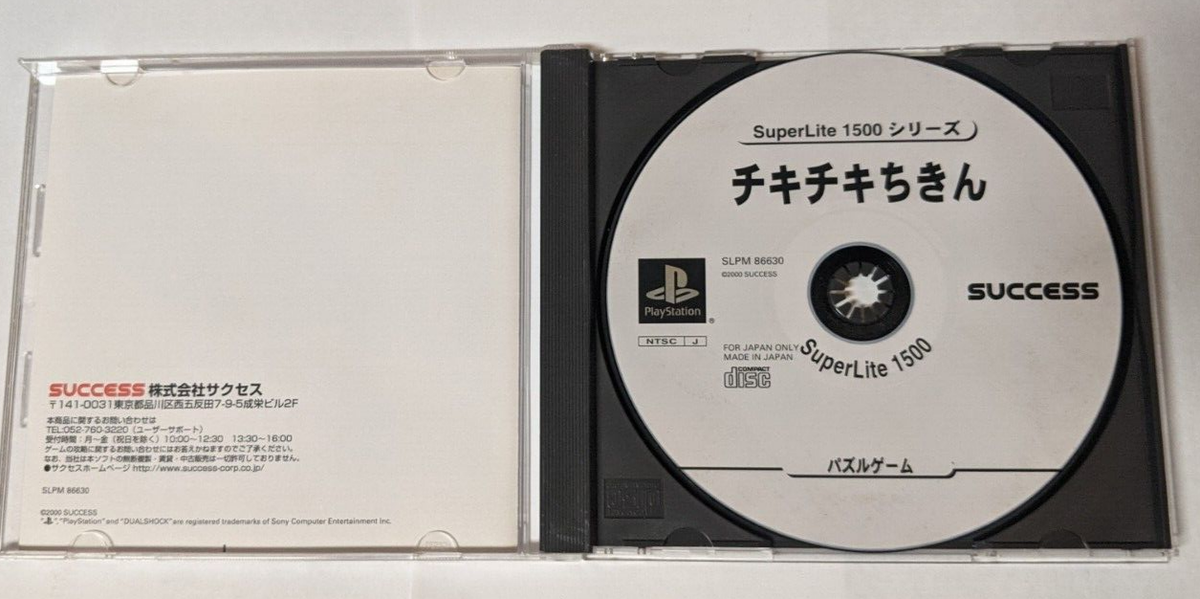 SUCCESS 株式会社サクセス
〒141-0031東京都品川区西五反田7-9-5成栄ビル2F
本商品に関するお問い合わせは
TEL:052-760-3220（ユーザーサポート）
受付時間：月～金（祝日を除く）10:00～12:30 13:30～16:00
ゲームの攻略に関するお問い合わせにはお答えかねますのでご了承ください。
なお、当社は本ソフトの無断複製・賃貸・中古販売は一切許可しておりません。
●サクセスホームページ http://www.success-corp.co.jp/
SLPM 86630
©2000 SUCCESS
"PlayStation" and "DUALSHOCK" are registered trademarks of Sony Computer Entertainment Inc.
SuperLite 1500 シリーズ
チキチキちきん
SLPM 86630
©2000 SUCCESS
PlayStation
®
NTSC J
FOR JAPAN ONLY
MADE IN JAPAN
COMPACT
disc
SUCCESS
SuperLite 1500
パズルゲーム